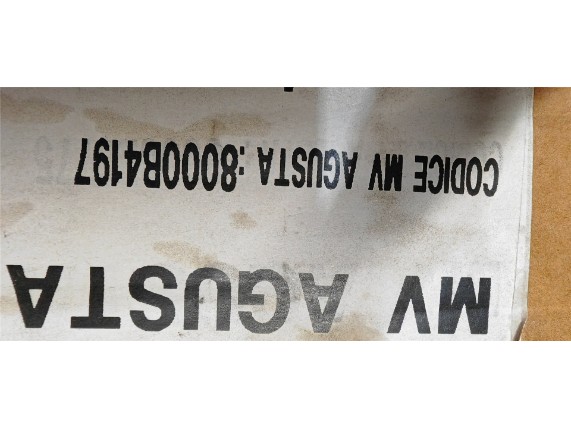 MV AGUSTA
CODICE MV AGUSTA :8000B4197